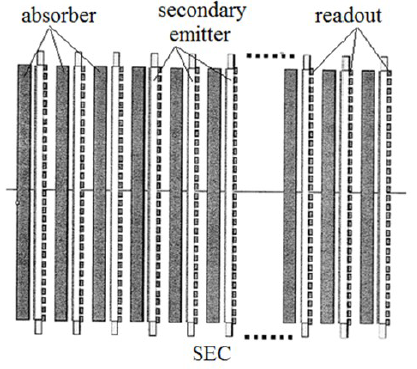 absorber
secondary
emitter
readout
SEC